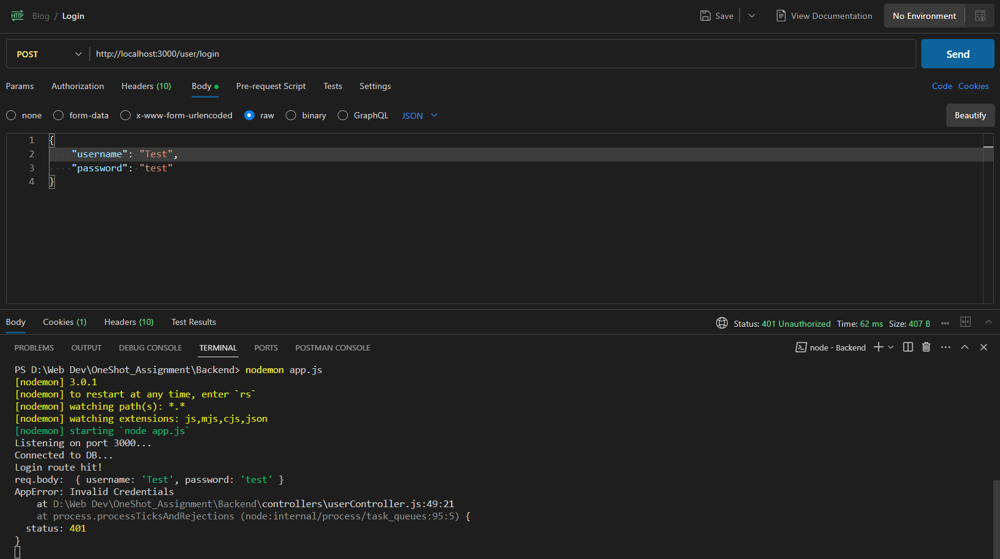 HTTP Blog / Login Save View Documentation No Environment
POST http://localhost:3000/user/login Send
Params Authorization Headers (10) Body Pre-request Script Tests Settings Code Cookies
none form-data x-www-form-urlencoded raw binary GraphQL JSON Beautify
1 {
2 "username": "Test",
3 "password": "test"
4 }
Body Cookies (1) Headers (10) Test Results Status: 401 Unauthorized Time: 62 ms Size: 407 B
PROBLEMS OUTPUT DEBUG CONSOLE TERMINAL PORTS POSTMAN CONSOLE node - Backend
PS D:\Web Dev\OneShot_Assignment\Backend> nodemon app.js
[nodemon] 3.0.1
[nodemon] to restart at any time, enter `rs`
[nodemon] watching path(s): *.*
[nodemon] watching extensions: js,mjs,cjs,json
[nodemon] starting `node app.js`
Listening on port 3000...
Connected to DB...
Login route hit!
req.body:  { username: 'Test', password: 'test' }
AppError: Invalid Credentials
    at D:\Web Dev\OneShot_Assignment\Backend\controllers\userController.js:49:21
    at process.processTicksAndRejections (node:internal/process/task_queues:95:5) {
  status: 401
}